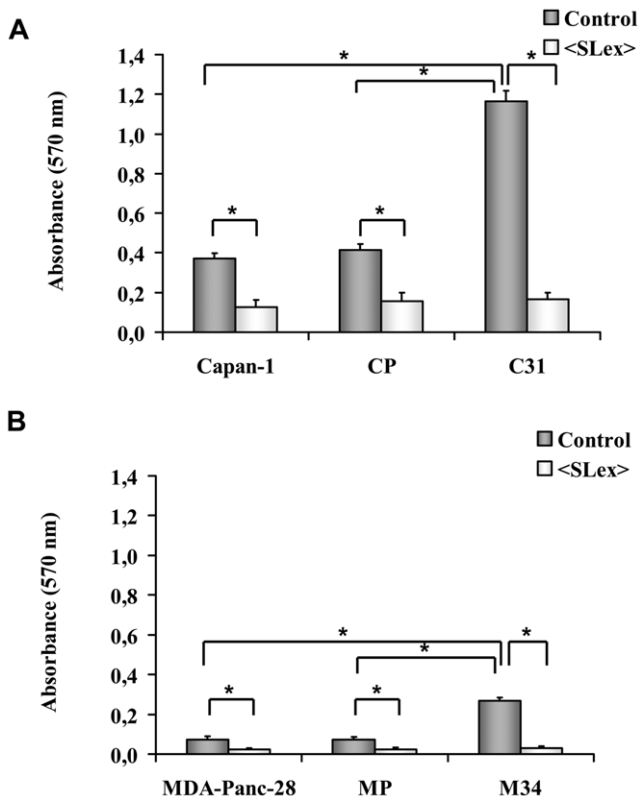 A
Control
<SLex>
*
*
*
*
*
Absorbance (570 nm)
1,4
1,2
1,0
0,8
0,6
0,4
0,2
0,0
Capan-1 CP C31
B
Control
<SLex>
*
*
*
*
*
Absorbance (570 nm)
1,4
1,2
1,0
0,8
0,6
0,4
0,2
0,0
MDA-Panc-28 MP M34